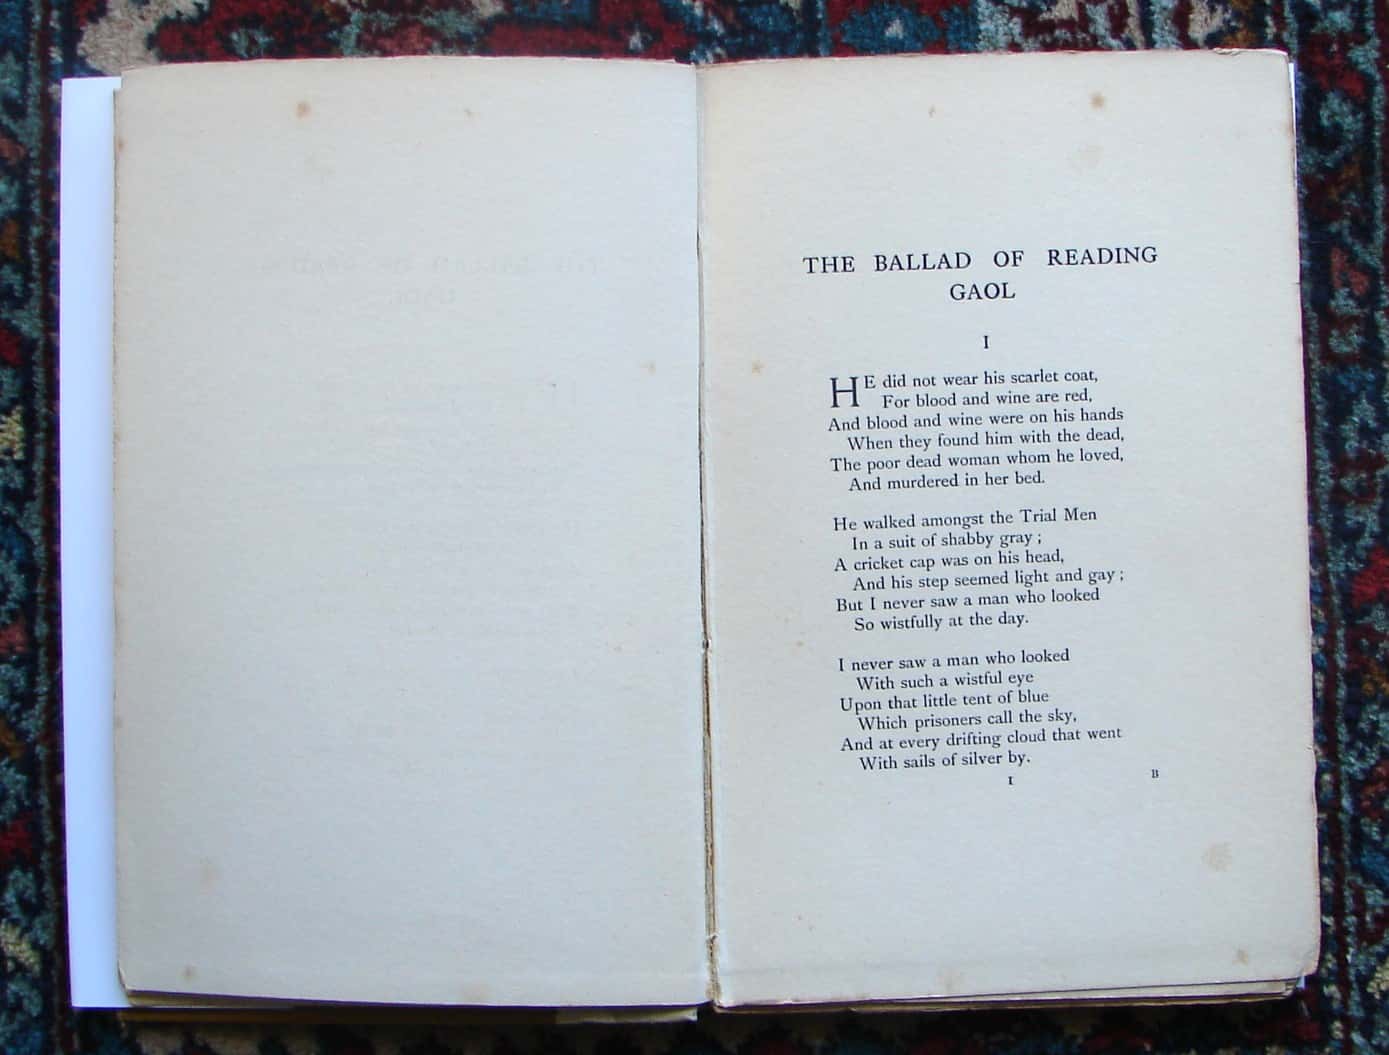 THE BALLAD OF READING
GAOL
I
HE did not wear his scarlet coat,
For blood and wine are red,
And blood and wine were on his hands
When they found him with the dead,
The poor dead woman whom he loved,
And murdered in her bed.
He walked amongst the Trial Men
In a suit of shabby gray ;
A cricket cap was on his head,
And his step seemed light and gay ;
But I never saw a man who looked
So wistfully at the day.
I never saw a man who looked
With such a wistful eye
Upon that little tent of blue
Which prisoners call the sky,
And at every drifting cloud that went
With sails of silver by.
1 B